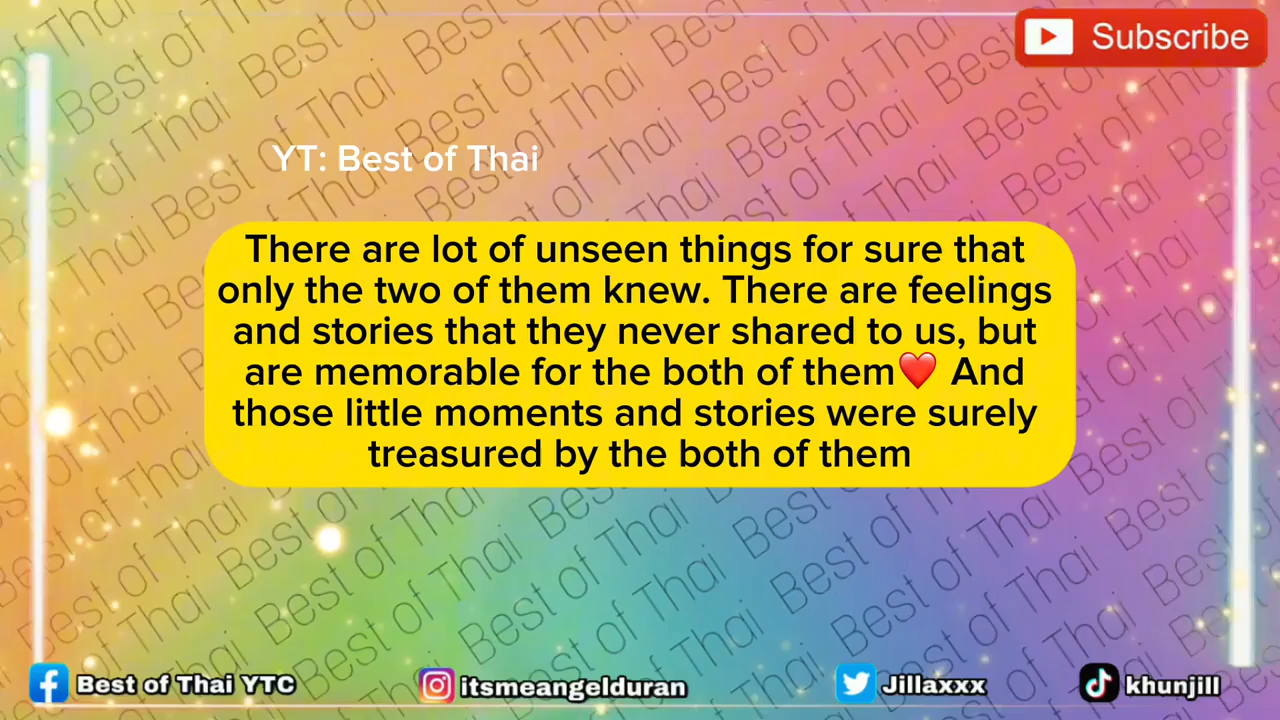 Subscribe
YT: Best of Thai
There are lot of unseen things for sure that
only the two of them knew. There are feelings
and stories that they never shared to us, but
are memorable for the both of them❤️ And
those little moments and stories were surely
treasured by the both of them
Best of Thai YTC
itsmeangelduran
Jillaxxx
khunjill